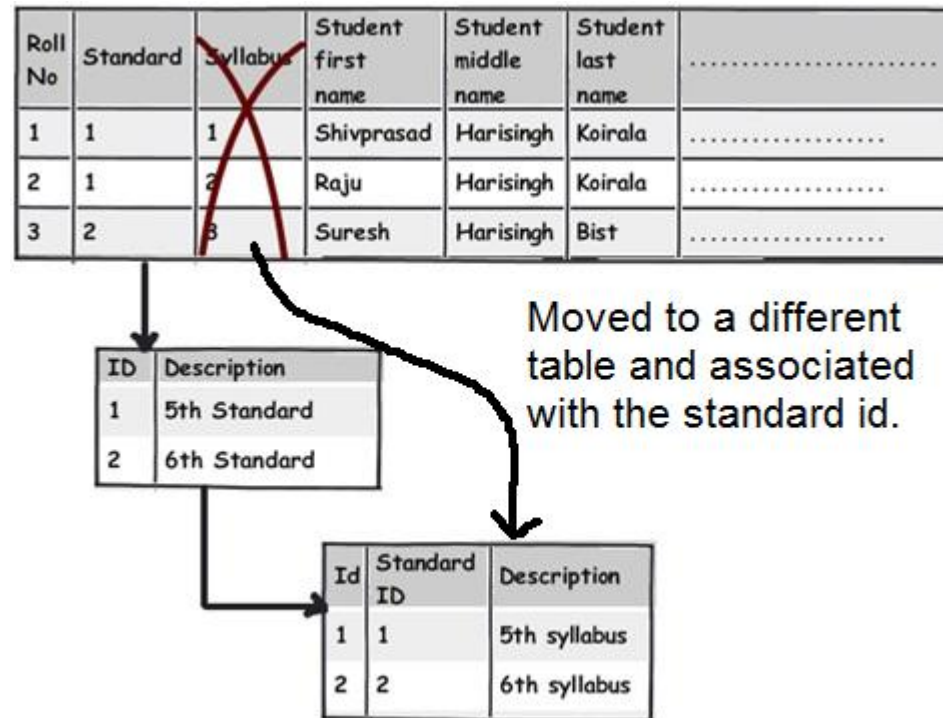 Roll No Standard Syllabus Student first name Student middle name Student last name .........................
1 1 1 Shivprasad Harisingh Koirala ....................
2 1 2 Raju Harisingh Koirala ....................
3 2 3 Suresh Harisingh Bist ....................
Moved to a different
table and associated
with the standard id.
ID Description
1 5th Standard
2 6th Standard
Id Standard ID Description
1 1 5th syllabus
2 2 6th syllabus